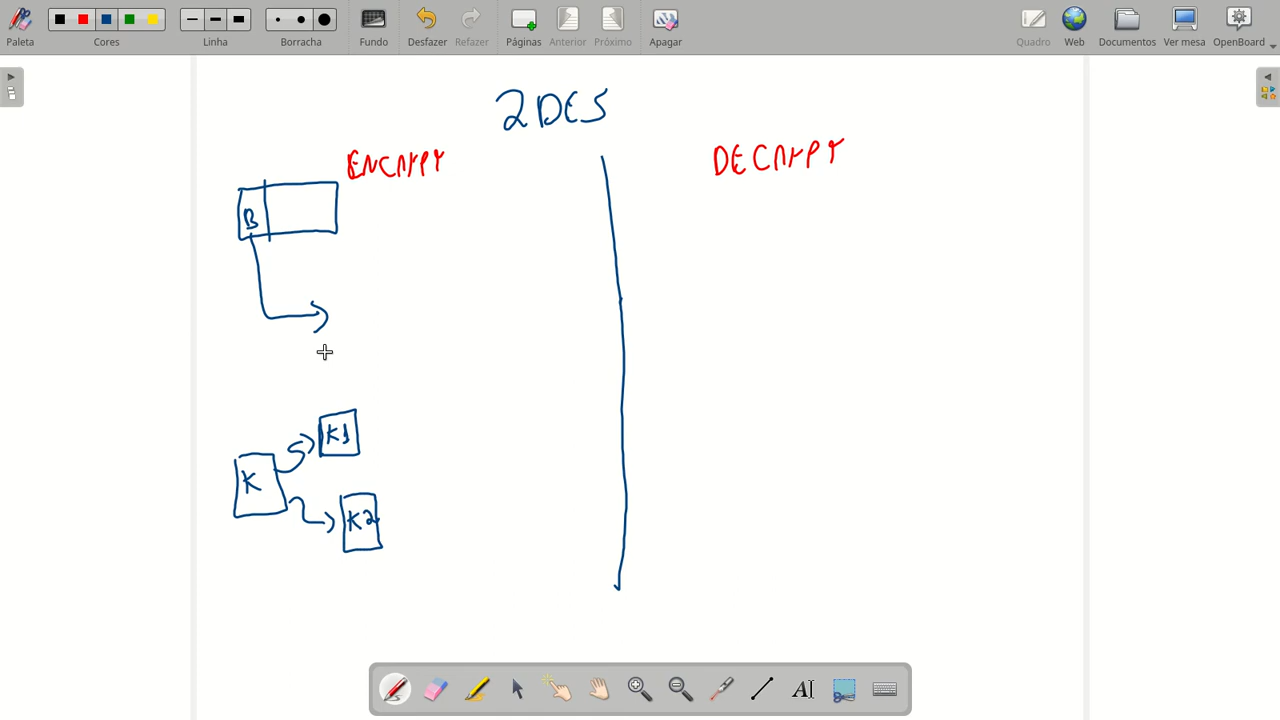 Paleta Cores Linha Borracha Fundo Desfazer Refazer Páginas Anterior Próximo Apagar Quadro Web Documentos Ver mesa OpenBoard
2DES
ENCRYPT DECRYPT
B
K1
K
K2
AI